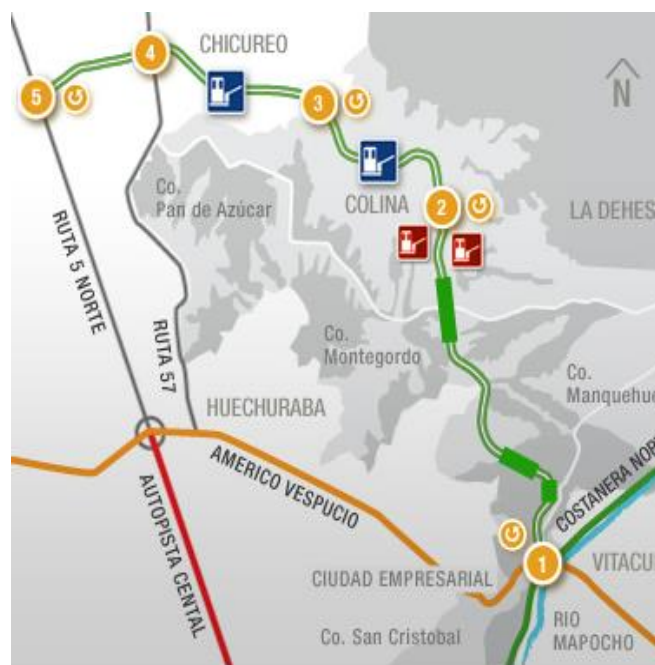 4
CHICUREO
5
3
N
Co.
Pan de Azúcar
COLINA
2
LA DEHES
RUTA 5 NORTE
RUTA 57
Co.
Montegordo
Co.
Manquehue
HUECHURABA
AMERICO VESPUCIO
COSTANERA NOR
AUTOPISTA CENTAL
1
VITACU
CIUDAD EMPRESARIAL
Co. San Cristobal
RIO
MAPOCHO